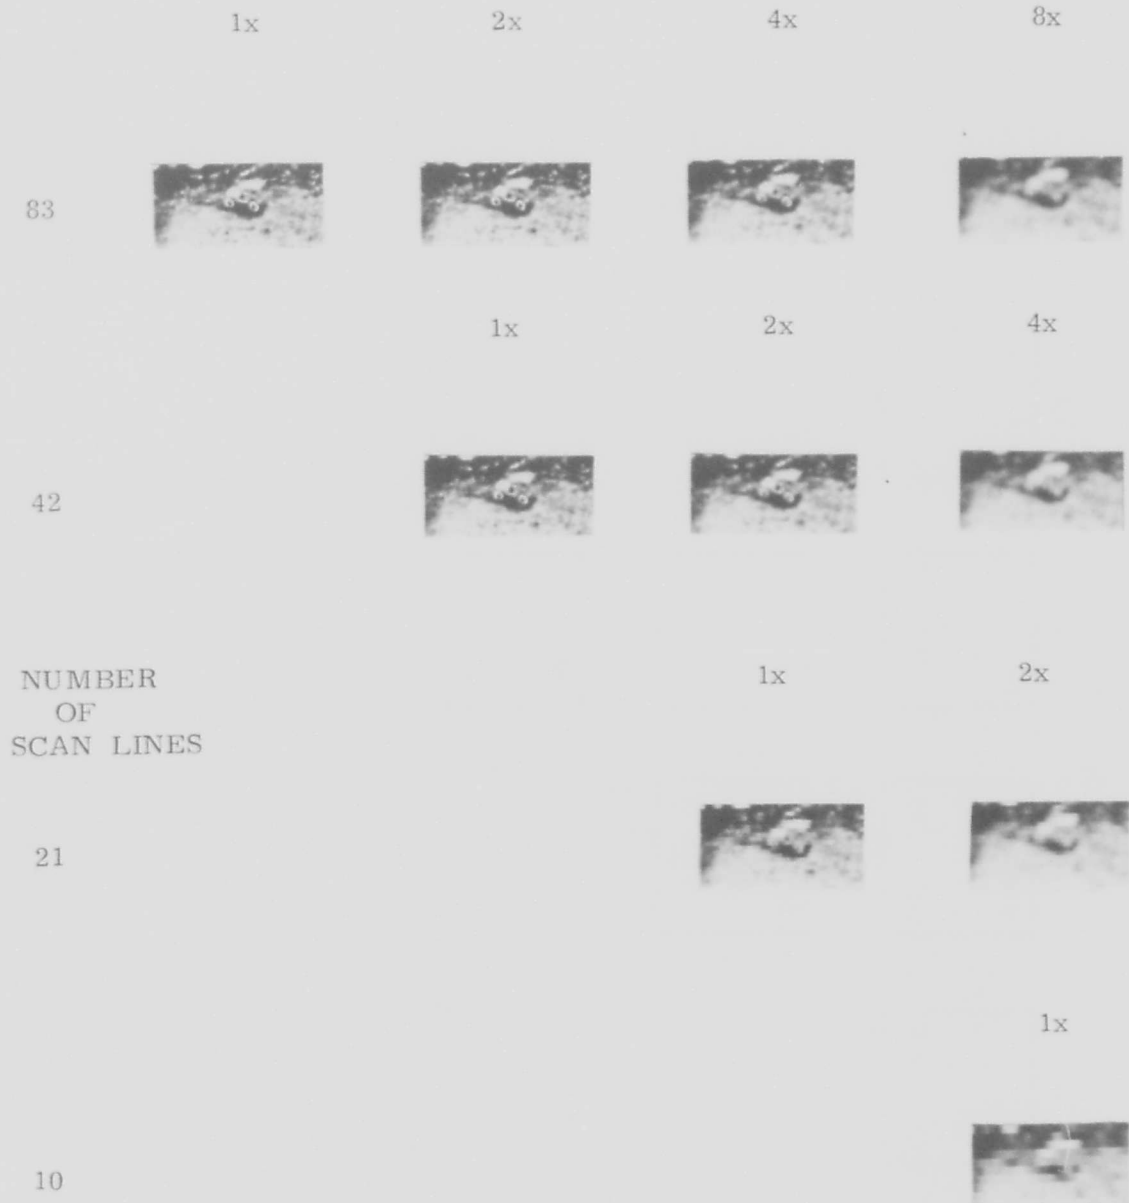 1x 2x 4x 8x
83
1x 2x 4x
42
NUMBER
OF
SCAN LINES
1x 2x
21
1x
10